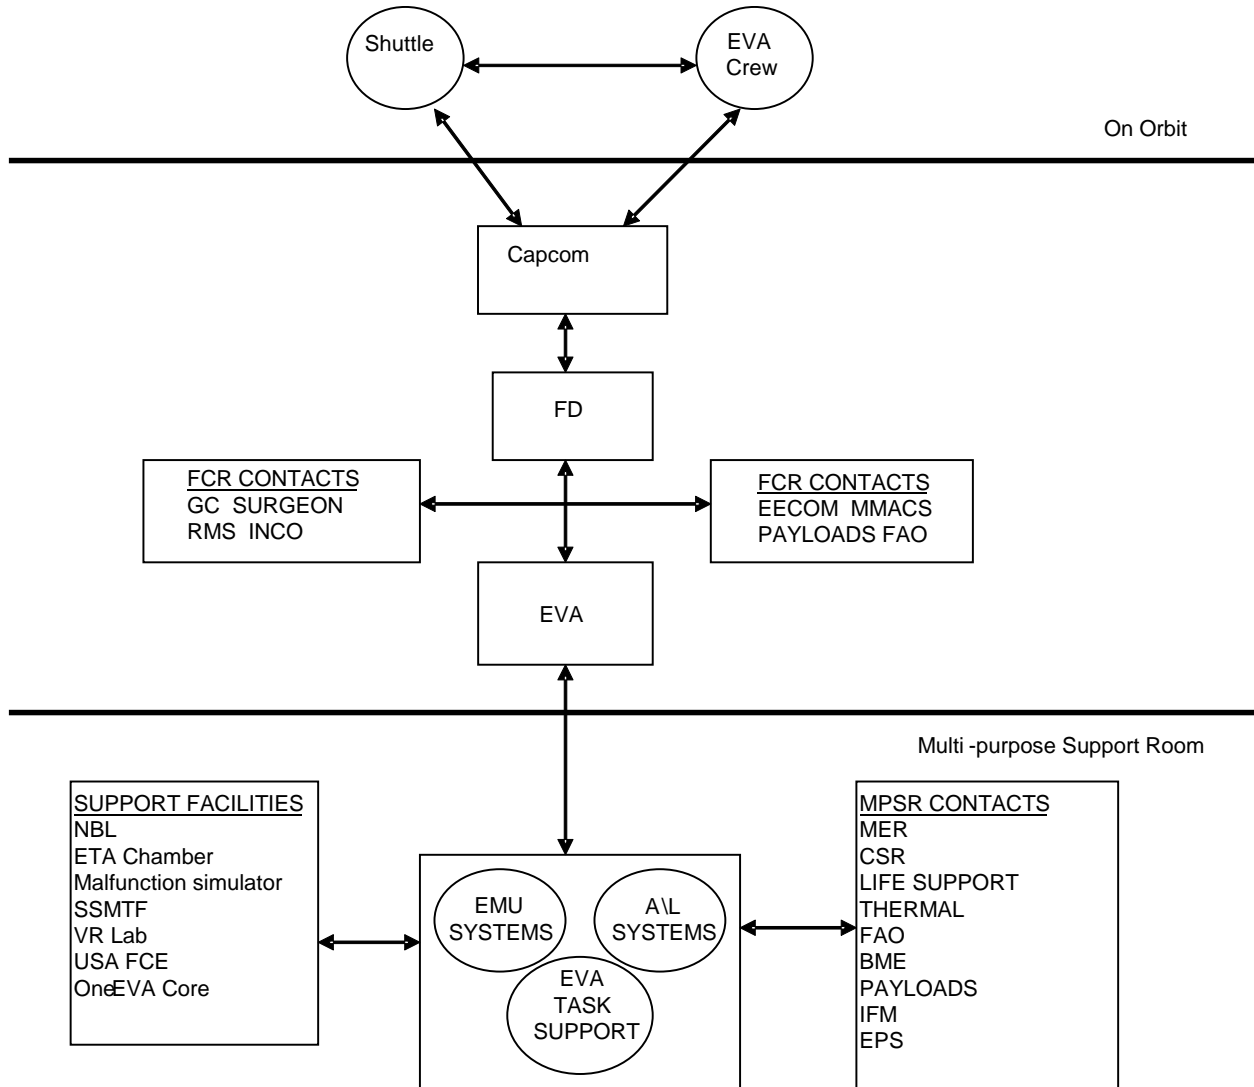 Shuttle
EVA
Crew
On Orbit
Capcom
FD
FCR CONTACTS
GC SURGEON
RMS INCO
FCR CONTACTS
EECOM MMACS
PAYLOADS FAO
EVA
Multi -purpose Support Room
SUPPORT FACILITIES
NBL
ETA Chamber
Malfunction simulator
SSMTF
VR Lab
USA FCE
OneEVA Core
EMU
SYSTEMS
A\L
SYSTEMS
EVA
TASK
SUPPORT
MPSR CONTACTS
MER
CSR
LIFE SUPPORT
THERMAL
FAO
BME
PAYLOADS
IFM
EPS